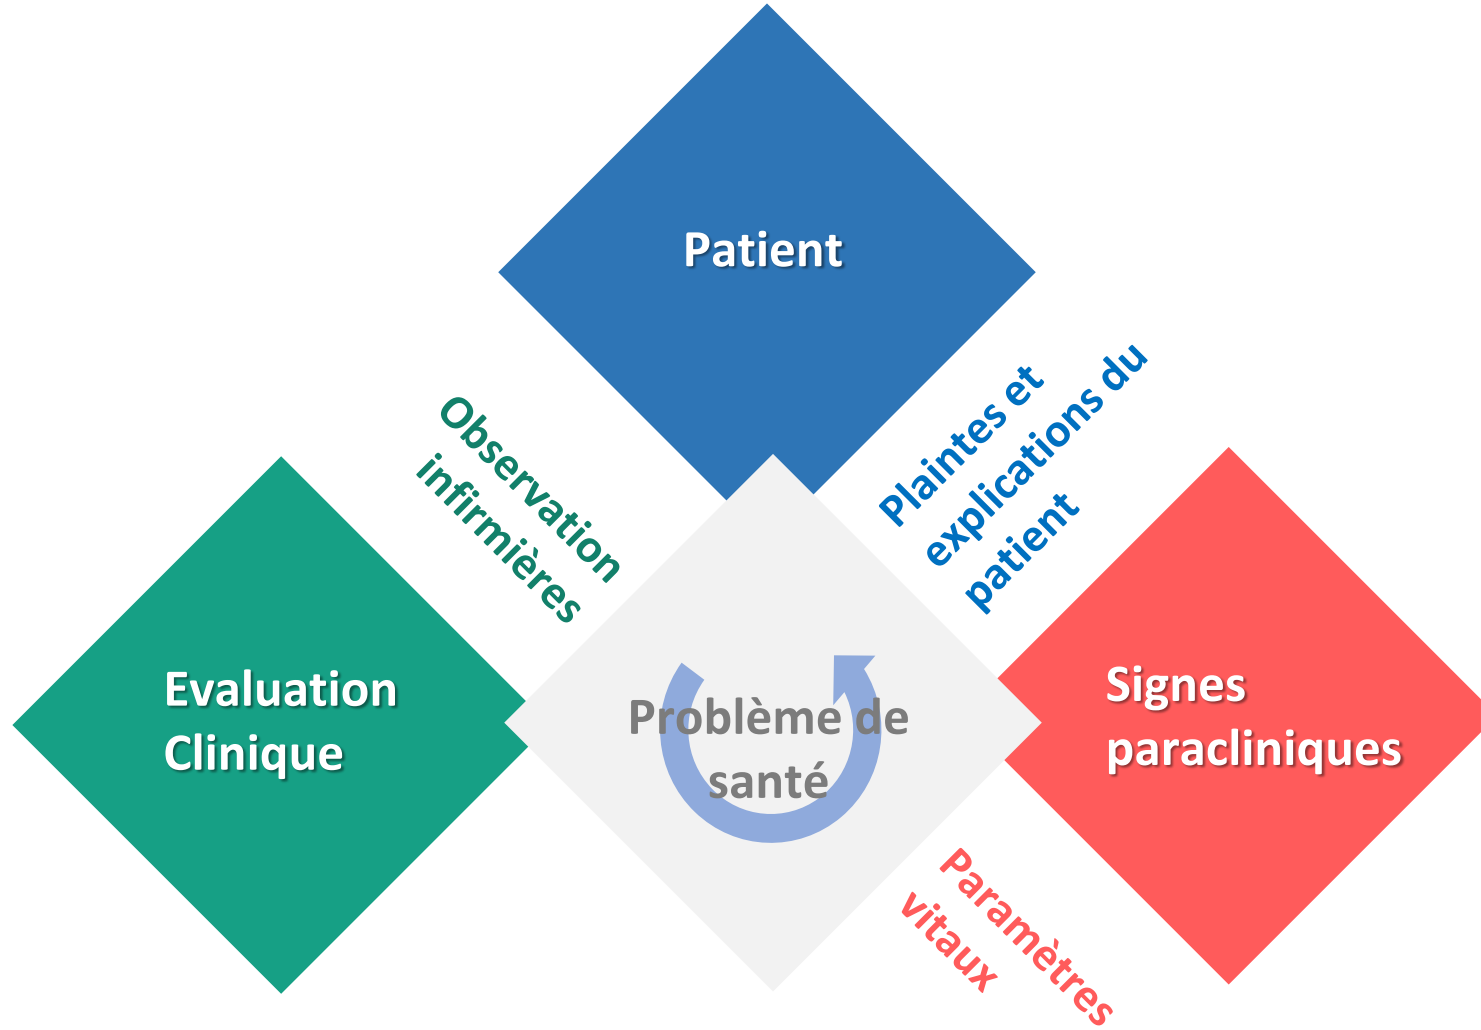 Patient
Plaintes et
explications du
patient
Observation
infirmières
Evaluation
Clinique
Problème de
santé
Signes
paracliniques
Paramètres
vitaux